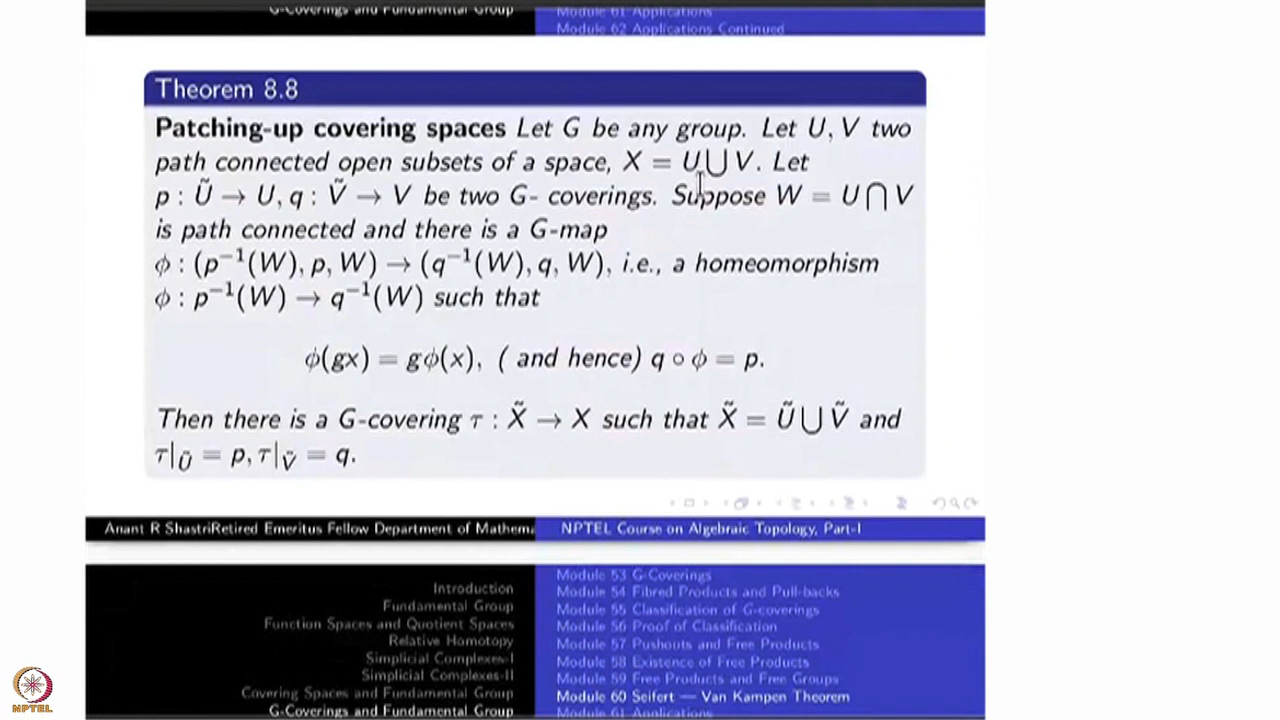 G-Coverings and Fundamental Group
Module 61 Applications
Module 62 Applications Continued
Theorem 8.8
Patching-up covering spaces Let G be any group. Let U, V two
path connected open subsets of a space, X = U⋃V. Let
p : Ũ → U, q : Ṽ → V be two G- coverings. Suppose W = U⋂V
is path connected and there is a G-map
ϕ : (p⁻¹(W), p, W) → (q⁻¹(W), q, W), i.e., a homeomorphism
ϕ : p⁻¹(W) → q⁻¹(W) such that
ϕ(gx) = gϕ(x), ( and hence) q ∘ ϕ = p.
Then there is a G-covering τ : X̃ → X such that X̃ = Ũ⋃Ṽ and
τ|_Ũ = p, τ|_Ṽ = q.
Anant R ShastriRetired Emeritus Fellow Department of Mathema
NPTEL Course on Algebraic Topology, Part-I
Introduction
Fundamental Group
Function Spaces and Quotient Spaces
Relative Homotopy
Simplicial Complexes-I
Simplicial Complexes-II
Covering Spaces and Fundamental Group
G-Coverings and Fundamental Group
Module 53 G-Coverings
Module 54 Fibred Products and Pull-backs
Module 55 Classification of G-coverings
Module 56 Proof of Classification
Module 57 Pushouts and Free Products
Module 58 Existence of Free Products
Module 59 Free Products and Free Groups
Module 60 Seifert — Van Kampen Theorem
Module 61 Applications
NPTEL